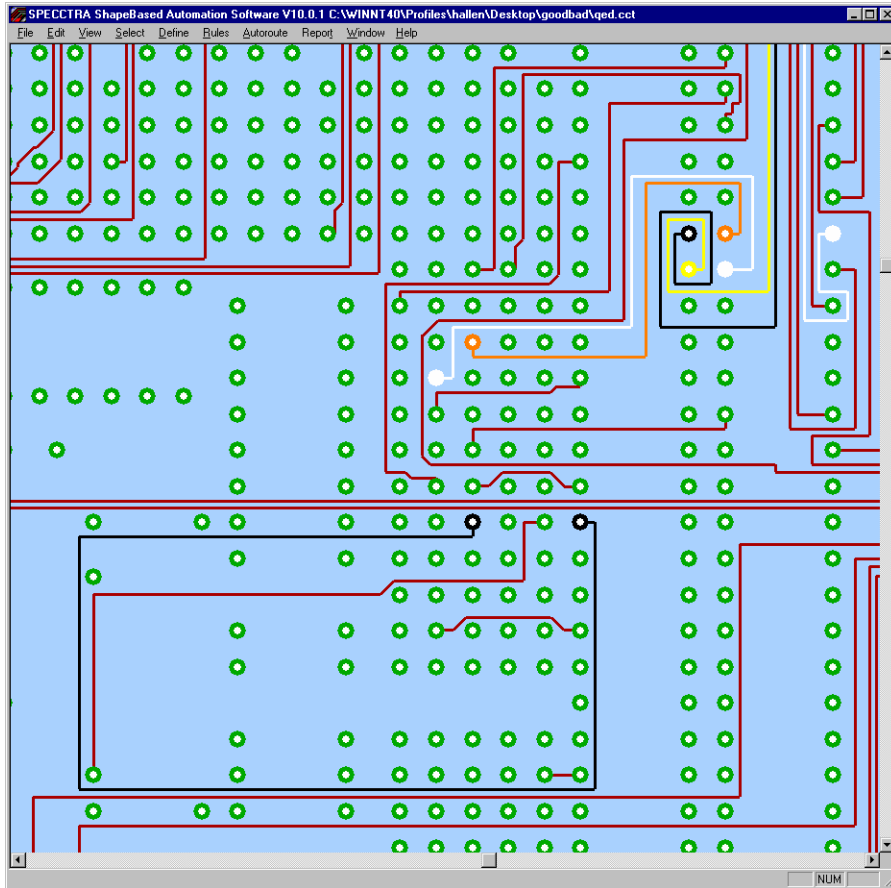 SPECCTRA ShapeBased Automation Software V10.0.1 C:\WINNT40\Profiles\hallen\Desktop\goodbad\qed.cct
File Edit View Select Define Rules Autoroute Report Window Help
NUM